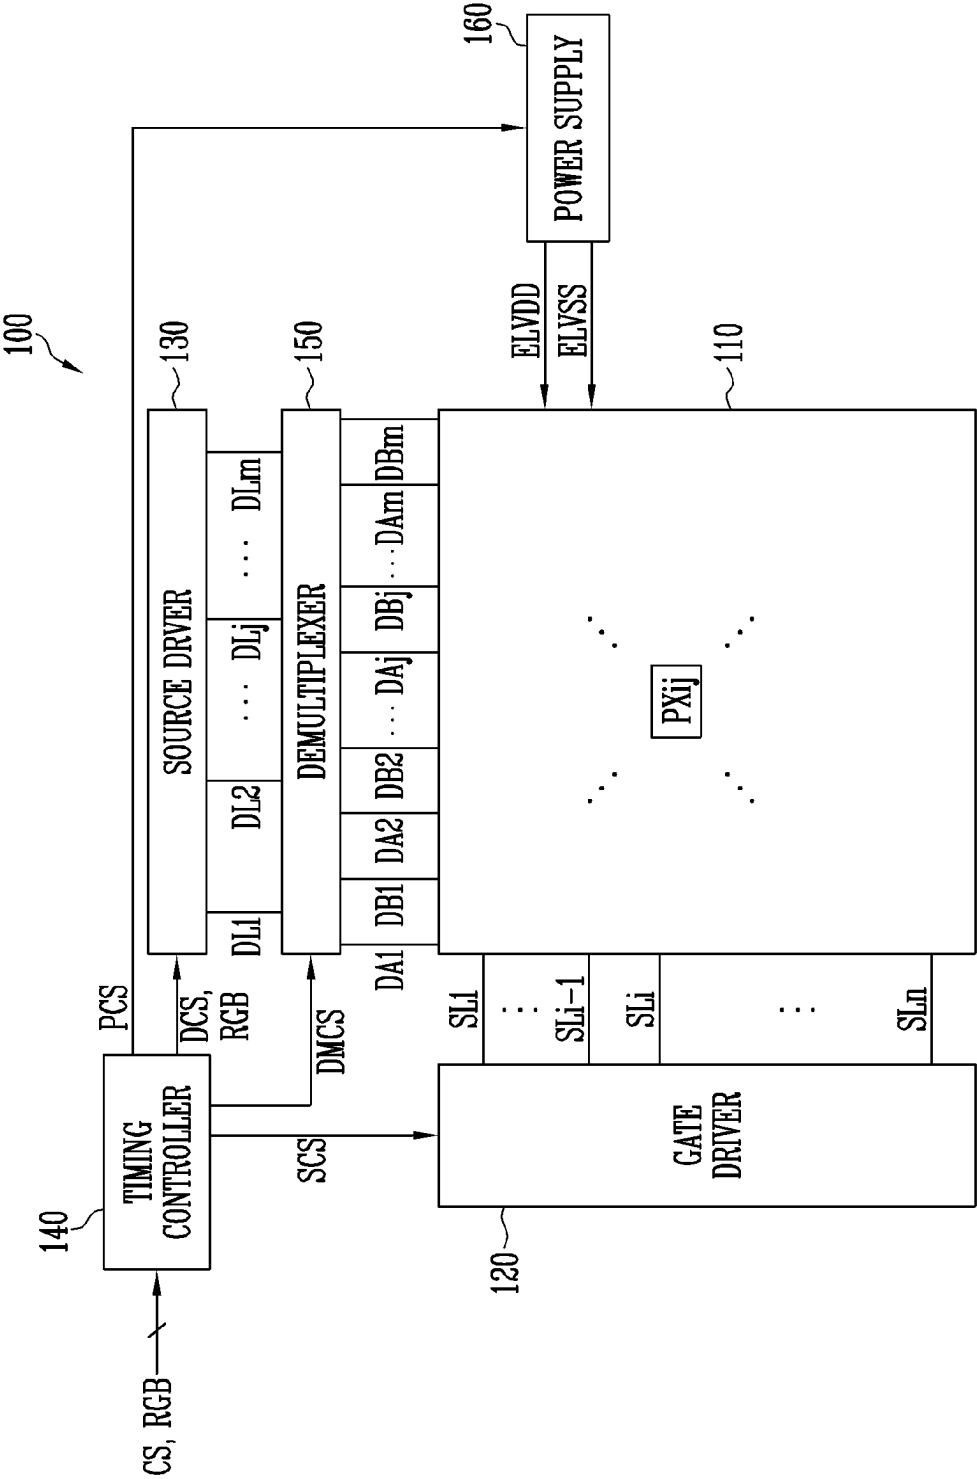 100
CS, RGB
140
TIMING
CONTROLLER
PCS
DCS,
RGB
DMCS
SCS
130
SOURCE DRVER
DL1
DL2
...
DLj
...
DLm
150
DEMULTIPLEXER
DA1
DB1
DA2
DB2
...
DAj
DBj
...
DAm
DBm
160
POWER SUPPLY
ELVDD
ELVSS
110
PXij
120
GATE
DRIVER
SL1
...
SLi-1
SLi
...
SLn